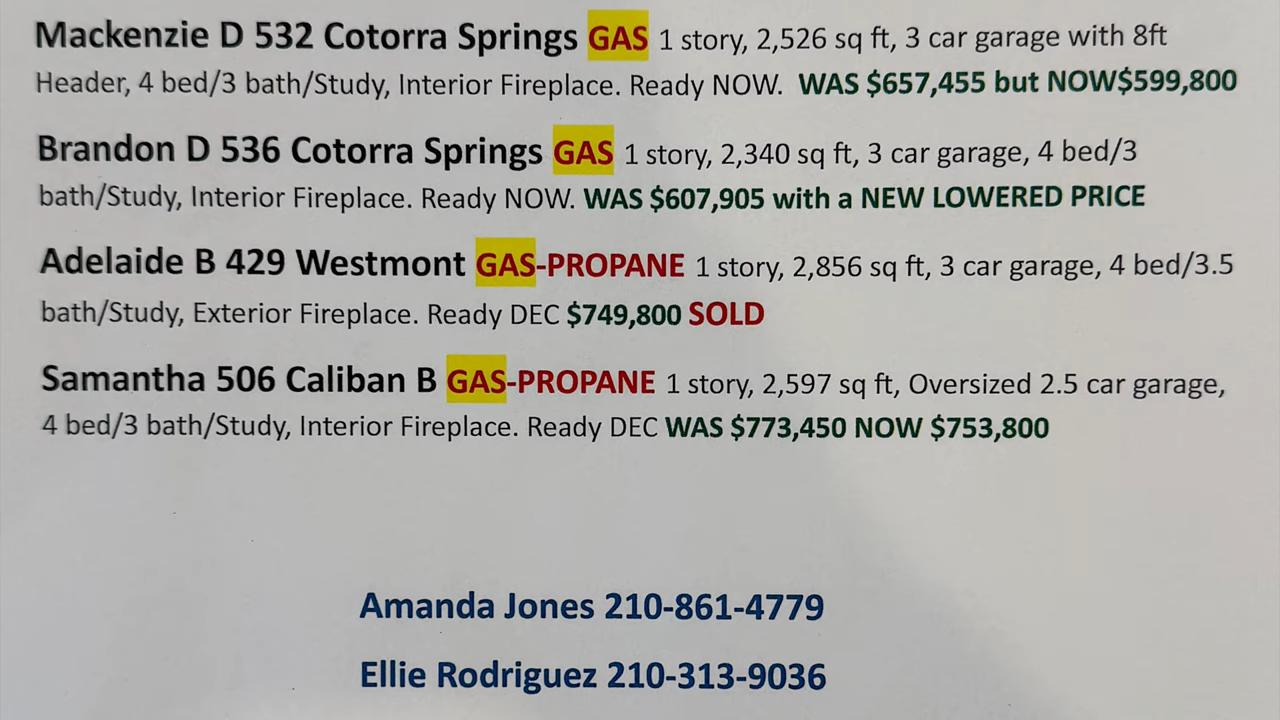 Mackenzie D 532 Cotorra Springs GAS 1 story, 2,526 sq ft, 3 car garage with 8ft
Header, 4 bed/3 bath/Study, Interior Fireplace. Ready NOW. WAS $657,455 but NOW$599,800
Brandon D 536 Cotorra Springs GAS 1 story, 2,340 sq ft, 3 car garage, 4 bed/3
bath/Study, Interior Fireplace. Ready NOW. WAS $607,905 with a NEW LOWERED PRICE
Adelaide B 429 Westmont GAS-PROPANE 1 story, 2,856 sq ft, 3 car garage, 4 bed/3.5
bath/Study, Exterior Fireplace. Ready DEC $749,800 SOLD
Samantha 506 Caliban B GAS-PROPANE 1 story, 2,597 sq ft, Oversized 2.5 car garage,
4 bed/3 bath/Study, Interior Fireplace. Ready DEC WAS $773,450 NOW $753,800
Amanda Jones 210-861-4779
Ellie Rodriguez 210-313-9036